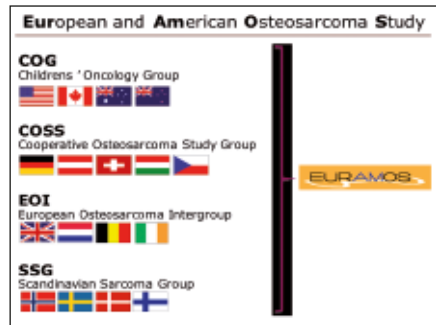 European and American Osteosarcoma Study
COG
Childrens ' Oncology Group
COSS
Cooperative Osteosarcoma Study Group
EOI
European Osteosarcoma Intergroup
SSG
Scandinavian Sarcoma Group
EURAMOS